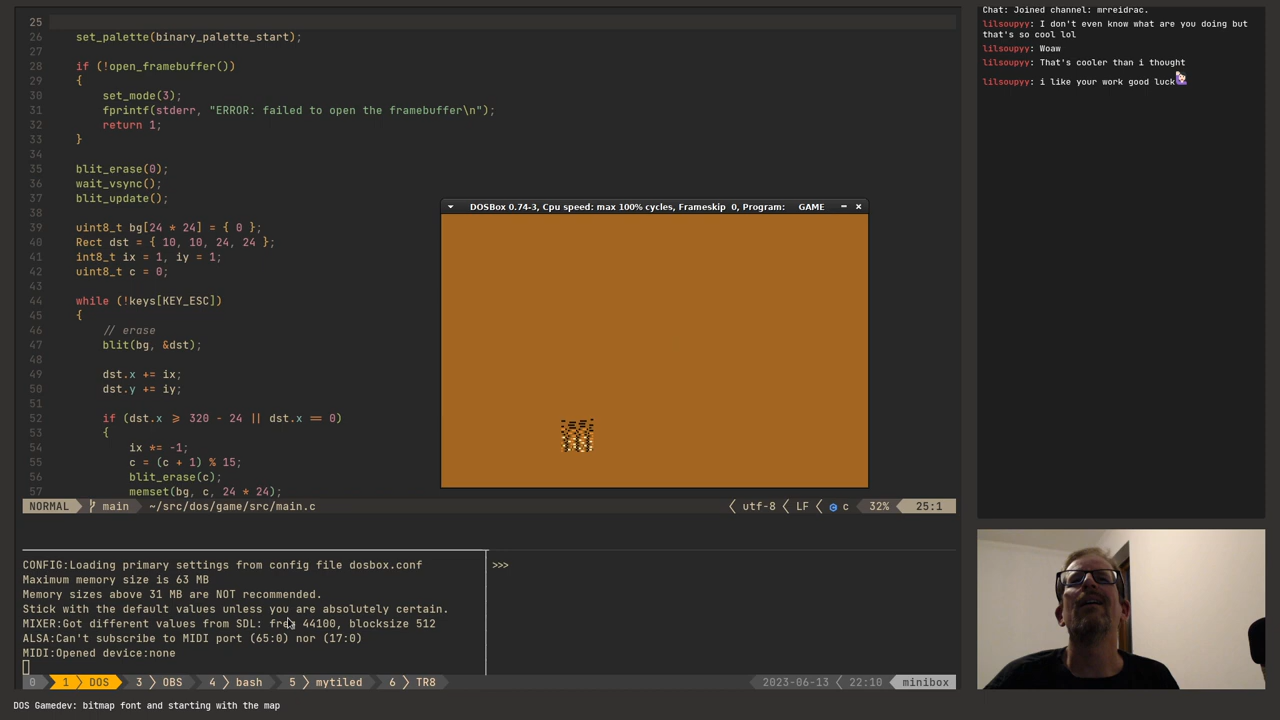 25
26 set_palette(binary_palette_start);
27
28 if (!open_framebuffer())
29 {
30 set_mode(3);
31 fprintf(stderr, "ERROR: failed to open the framebuffer\n");
32 return 1;
33 }
34
35 blit_erase(0);
36 wait_vsync();
37 blit_update();
38
39 uint8_t bg[24 * 24] = { 0 };
40 Rect dst = { 10, 10, 24, 24 };
41 int8_t ix = 1, iy = 1;
42 uint8_t c = 0;
43
44 while (!keys[KEY_ESC])
45 {
46 // erase
47 blit(bg, &dst);
48
49 dst.x += ix;
50 dst.y += iy;
51
52 if (dst.x >= 320 - 24 || dst.x == 0)
53 {
54 ix *= -1;
55 c = (c + 1) % 15;
56 blit_erase(c);
57 memset(bg, c, 24 * 24);
NORMAL main ~/src/dos/game/src/main.c utf-8 LF c 32% 25:1
DOSBox 0.74-3, Cpu speed: max 100% cycles, Frameskip 0, Program: GAME
CONFIG:Loading primary settings from config file dosbox.conf
Maximum memory size is 63 MB
Memory sizes above 31 MB are NOT recommended.
Stick with the default values unless you are absolutely certain.
MIXER:Got different values from SDL: freq 44100, blocksize 512
ALSA:Can't subscribe to MIDI port (65:0) nor (17:0)
MIDI:Opened device:none
>>>
0 1 DOS 3 OBS 4 bash 5 mytiled 6 TR8 2023-06-13 22:10 minibox
Chat: Joined channel: mrreidrac.
lilsoupyy: I don't even know what are you doing but
that's so cool lol
lilsoupyy: Woaw
lilsoupyy: That's cooler than i thought
lilsoupyy: i like your work good luck
DOS Gamedev: bitmap font and starting with the map